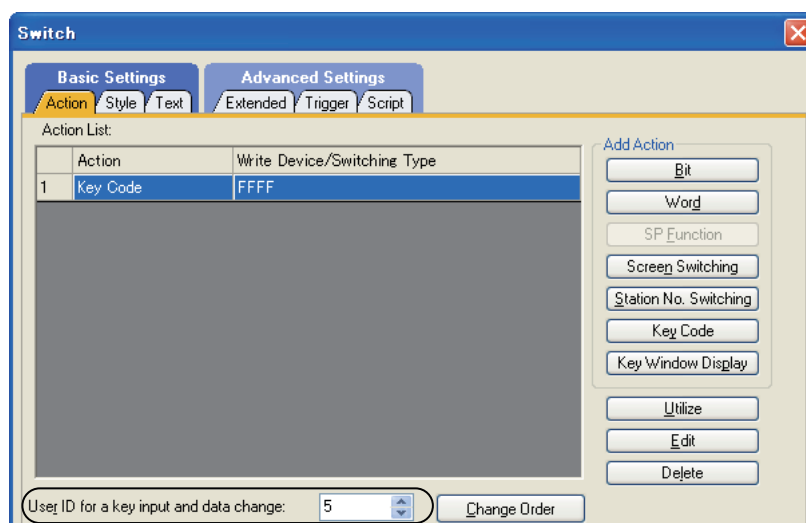 Switch
Basic Settings
Advanced Settings
Action Style Text Extended Trigger Script
Action List:
Action Write Device/Switching Type
1 Key Code FFFF
Add Action
Bit
Word
SP Function
Screen Switching
Station No. Switching
Key Code
Key Window Display
Utilize
Edit
Delete
User ID for a key input and data change: 5
Change Order